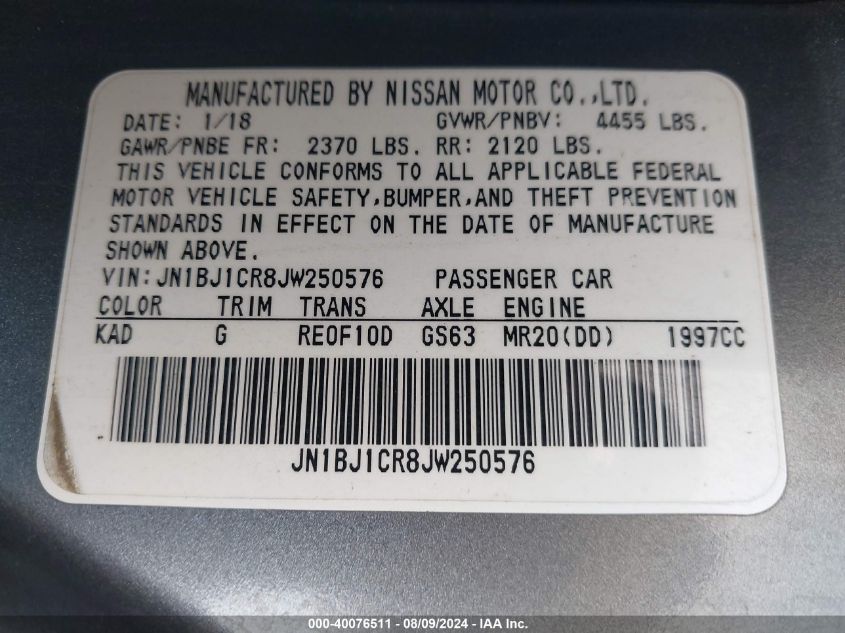 MANUFACTURED BY NISSAN MOTOR CO.,LTD.
DATE: 1/18 GVWR/PNBV: 4455 LBS.
GAWR/PNBE FR: 2370 LBS. RR: 2120 LBS.
THIS VEHICLE CONFORMS TO ALL APPLICABLE FEDERAL
MOTOR VEHICLE SAFETY,BUMPER,AND THEFT PREVENTION
STANDARDS IN EFFECT ON THE DATE OF MANUFACTURE
SHOWN ABOVE.
VIN:JN1BJ1CR8JW250576 PASSENGER CAR
COLOR TRIM TRANS AXLE ENGINE
KAD G RE0F10D GS63 MR20(DD) 1997CC
JN1BJ1CR8JW250576
000-40076511 - 08/09/2024 - IAA Inc.